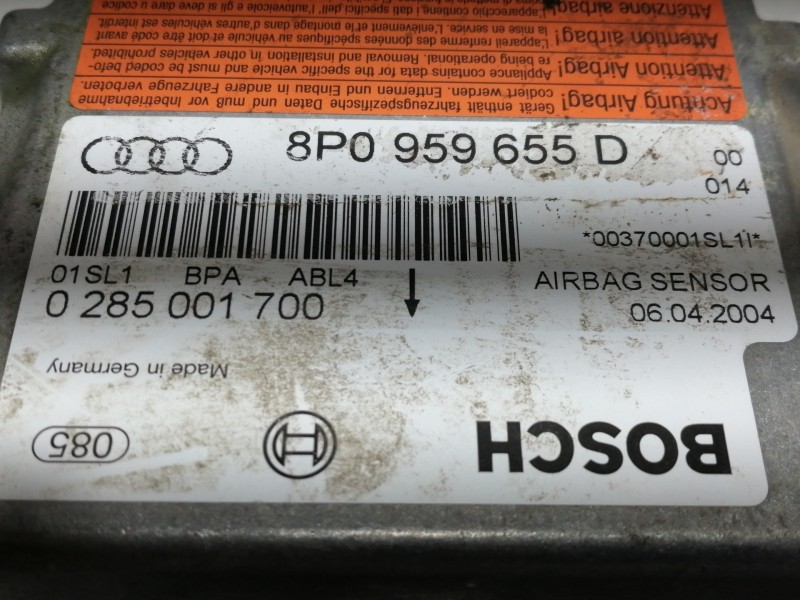 Achtung Airbag! Gerät enthält fahrzeugspezifische Daten und muß vor Inbetriebnahme
codiert werden. Entfernen und Einbau in andere Fahrzeuge verboten.
Attention Airbag! Appliance contains data for the specific vehicle and must be coded befo-
re being operational. Removal and installation in other vehicles prohibited.
Attention airbag! L'appareil renferme des données spécifiques au véhicule et doit être codé avant
la mise en service. L'enlèvement et le montage dans d'autres véhicules est interdit.
Attenzione airbag!
8P0 959 655 D 00
014
*00370001SL1I*
01SL1 BPA ABL4
AIRBAG SENSOR
0 285 001 700
06.04.2004
Made in Germany
085
BOSCH